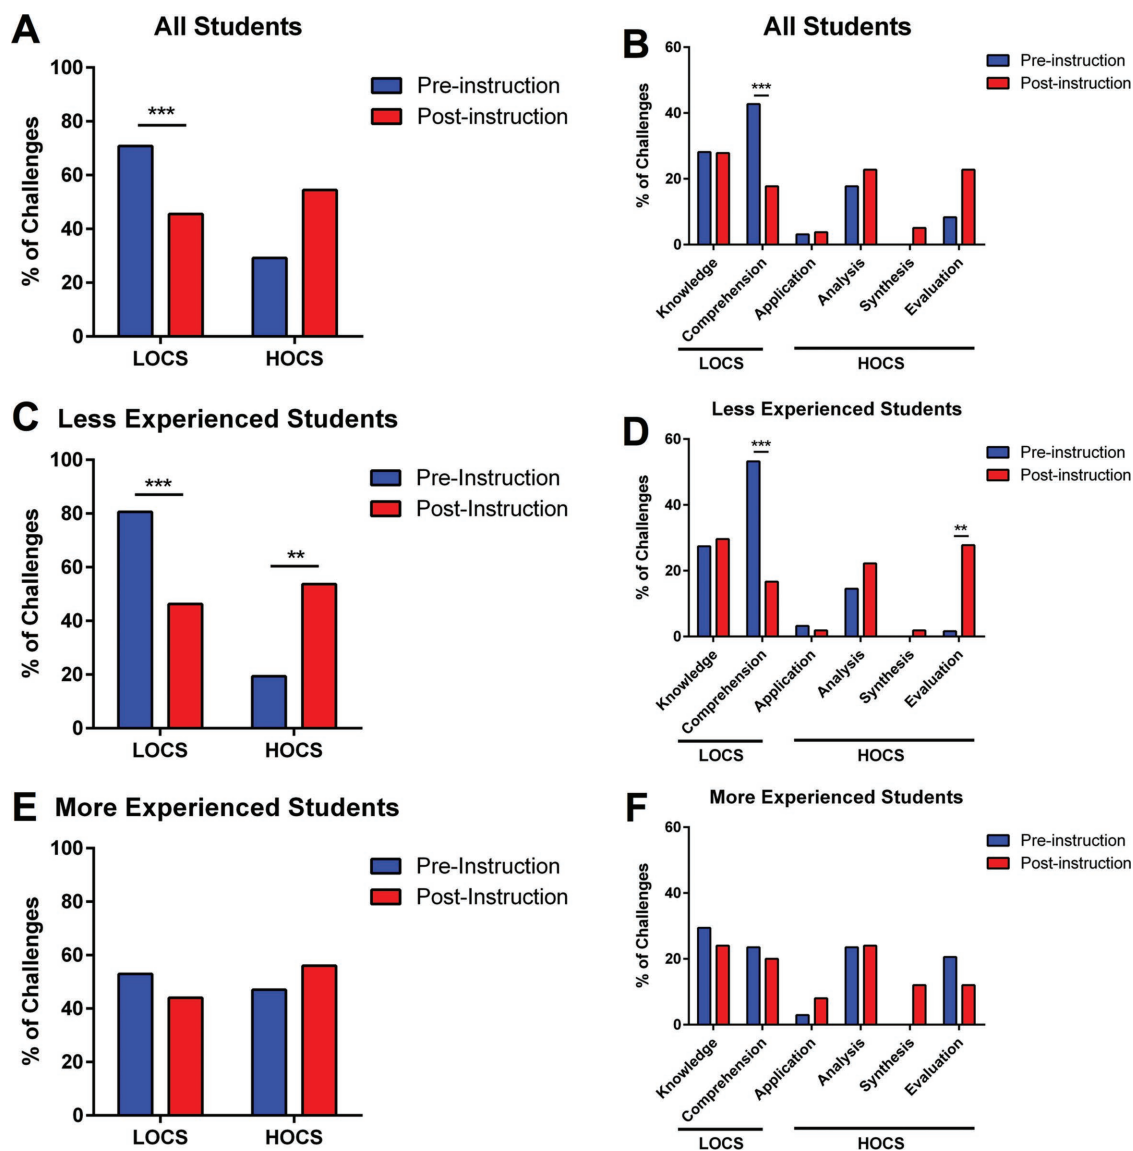 A
All Students
% of Challenges
100
80
60
40
20
0
***
LOCS
HOCS
Pre-instruction
Post-instruction
B
All Students
% of Challenges
60
40
20
0
***
Knowledge
Comprehension
Application
Analysis
Synthesis
Evaluation
LOCS
HOCS
Pre-instruction
Post-instruction
C
Less Experienced Students
% of Challenges
100
80
60
40
20
0
***
**
LOCS
HOCS
Pre-Instruction
Post-Instruction
D
Less Experienced Students
% of Challenges
60
40
20
0
***
**
Knowledge
Comprehension
Application
Analysis
Synthesis
Evaluation
LOCS
HOCS
Pre-instruction
Post-instruction
E
More Experienced Students
% of Challenges
100
80
60
40
20
0
LOCS
HOCS
Pre-Instruction
Post-Instruction
F
More Experienced Students
% of Challenges
60
40
20
0
Knowledge
Comprehension
Application
Analysis
Synthesis
Evaluation
LOCS
HOCS
Pre-instruction
Post-instruction